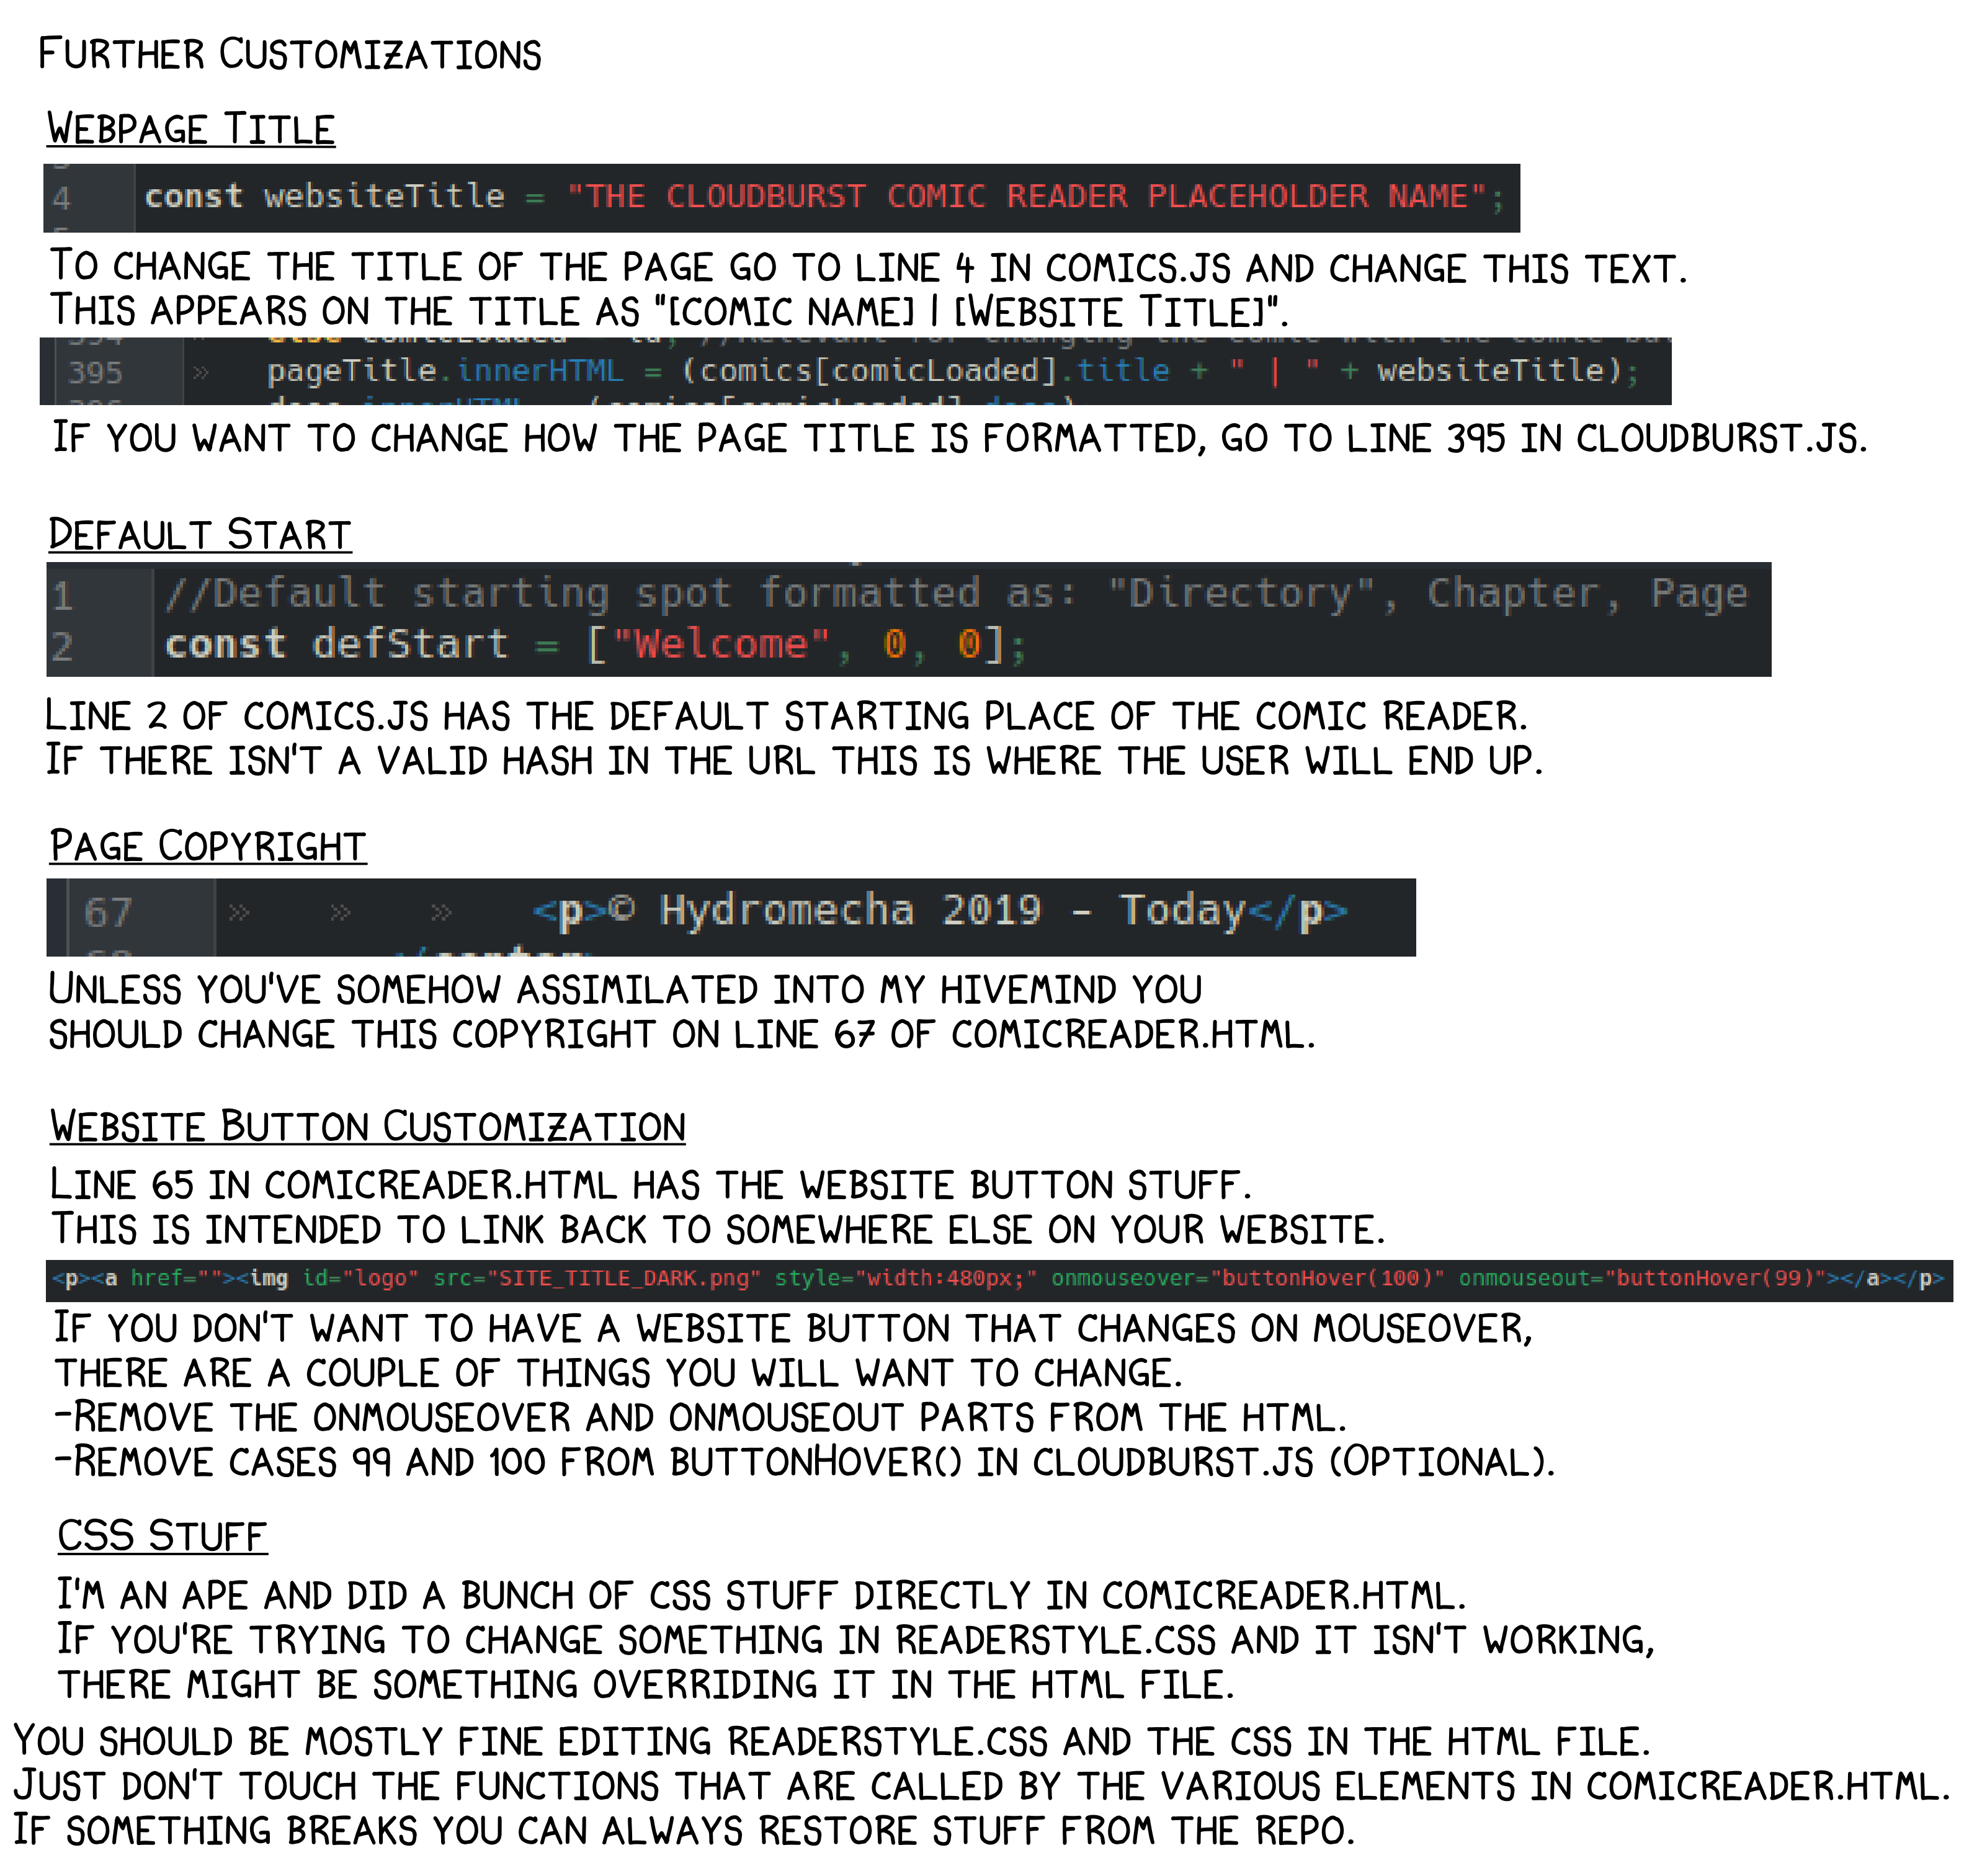 Further Customizations
Webpage Title
4 const websiteTitle = "THE CLOUDBURST COMIC READER PLACEHOLDER NAME";
To change the title of the page go to line 4 in comics.js and change this text.
This appears on the title as "[comic name] | [Website Title]".
395 » pageTitle.innerHTML = (comics[comicLoaded].title + " | " + websiteTitle);
If you want to change how the page title is formatted, go to line 395 in cloudburst.js.
Default Start
1 //Default starting spot formatted as: "Directory", Chapter, Page
2 const defStart = ["Welcome", 0, 0];
Line 2 of comics.js has the default starting place of the comic reader.
If there isn't a valid hash in the url this is where the user will end up.
Page Copyright
67 » » » <p>© Hydromecha 2019 – Today</p>
Unless you've somehow assimilated into my hivemind you
should change this copyright on line 67 of comicreader.html.
Website Button Customization
Line 65 in comicreader.html has the website button stuff.
This is intended to link back to somewhere else on your website.
<p><a href=""><img id="logo" src="SITE_TITLE_DARK.png" style="width:480px;" onmouseover="buttonHover(100)" onmouseout="buttonHover(99)"></a></p>
If you don't want to have a website button that changes on mouseover,
there are a couple of things you will want to change.
-Remove the onmouseover and onmouseout parts from the html.
-Remove cases 99 and 100 from buttonHover() in cloudburst.js (Optional).
CSS Stuff
I'm an ape and did a bunch of css stuff directly in comicreader.html.
If you're trying to change something in readerstyle.css and it isn't working,
there might be something overriding it in the html file.
You should be mostly fine editing readerstyle.css and the css in the html file.
Just don't touch the functions that are called by the various elements in comicreader.html.
If something breaks you can always restore stuff from the repo.